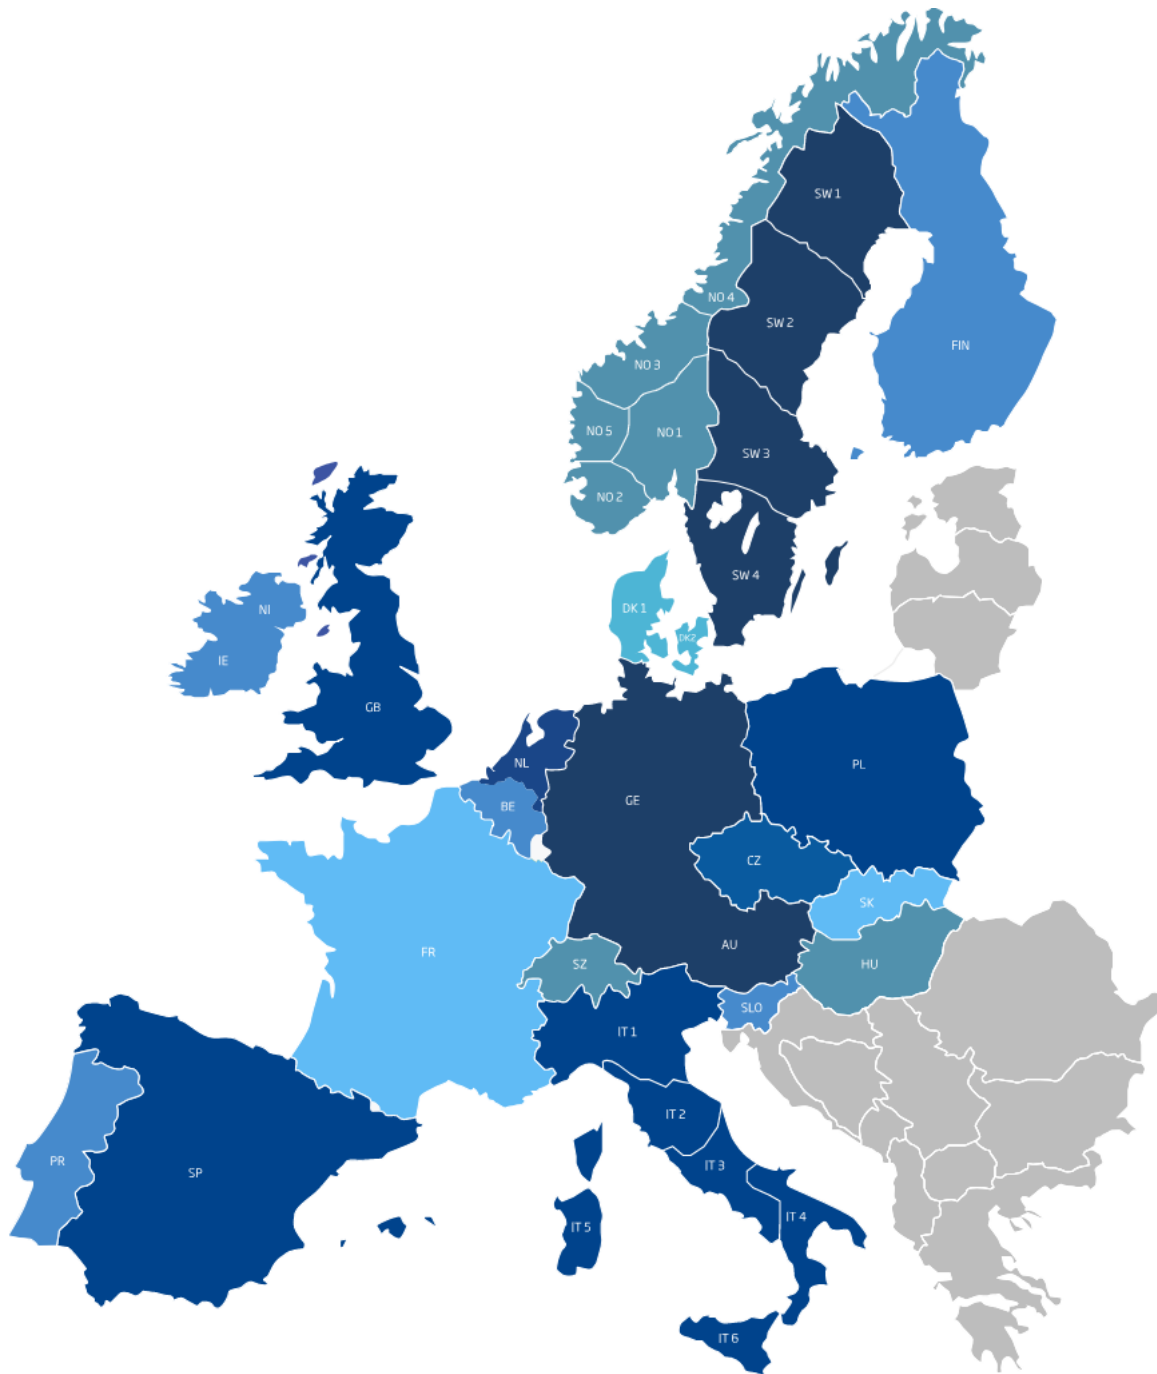 SW 1
NO 4
SW 2
FIN
NO 3
NO 5
NO 1
SW 3
NO 2
SW 4
DK 1
NI
DK2
IE
GB
NL
PL
GE
BE
CZ
SK
AU
FR
SZ
HU
SLO
IT 1
IT 2
PR
SP
IT 3
IT 4
IT 5
IT 6